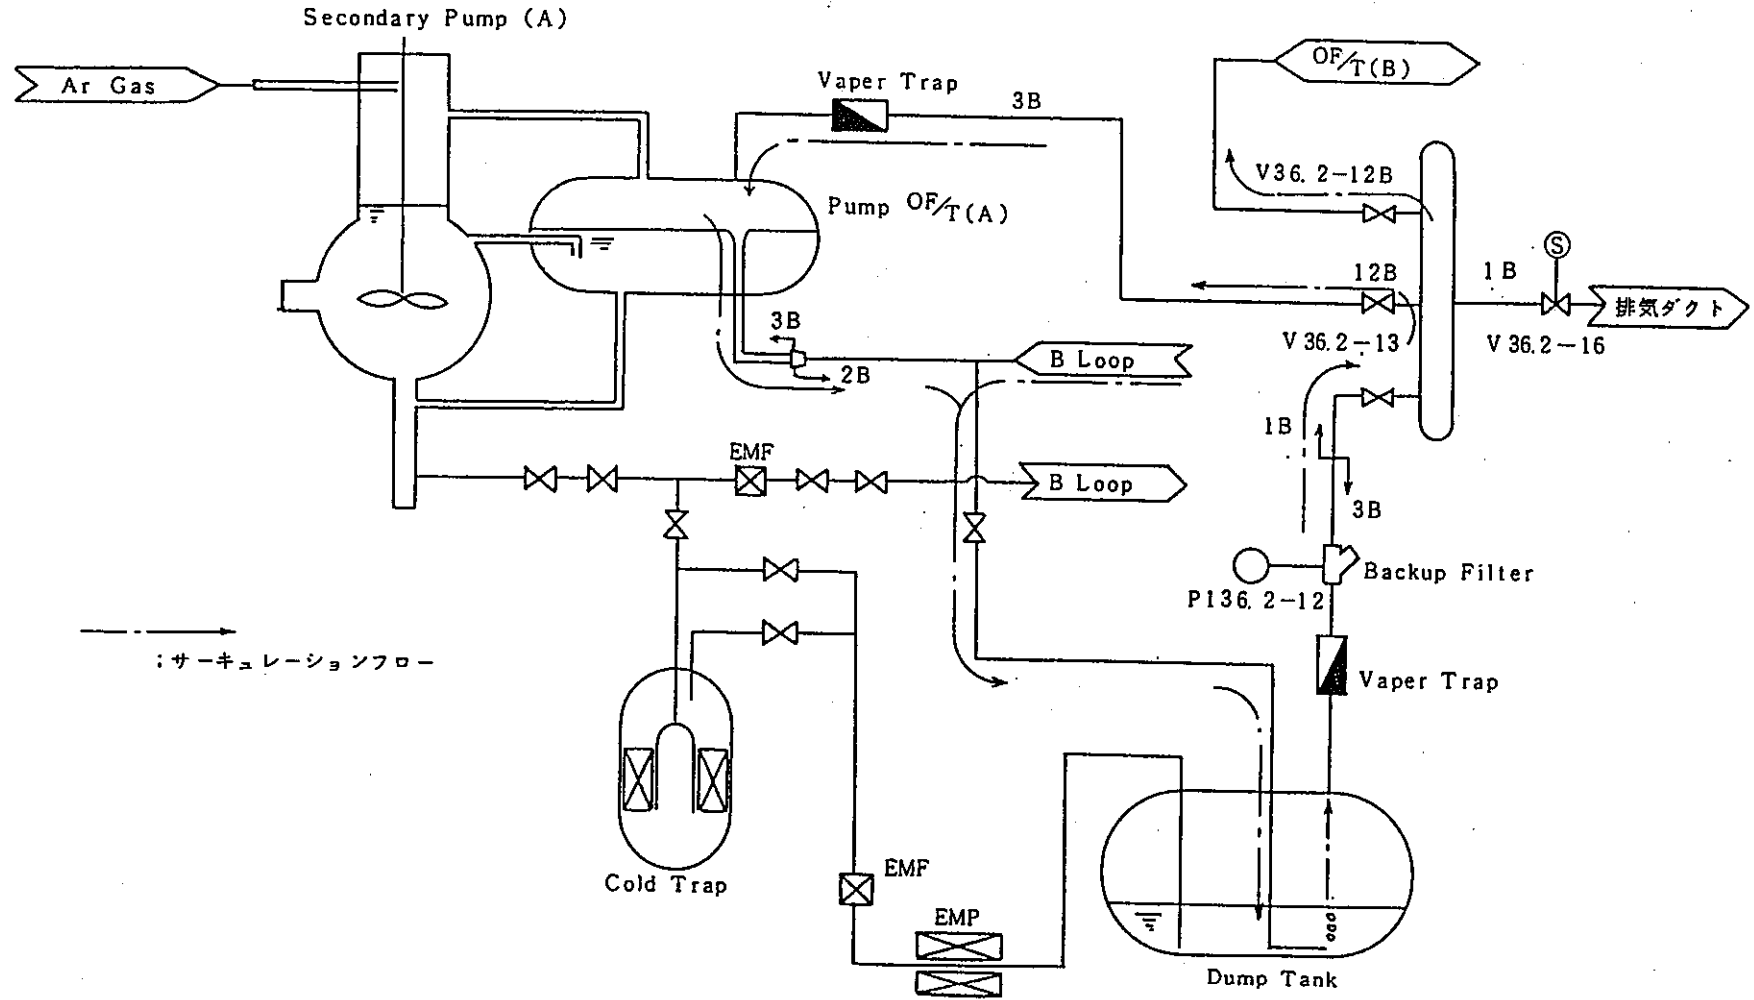 Secondary Pump (A)
Ar Gas
Vaper Trap
3B
OF/T(B)
V36.2-12B
Pump OF/T(A)
12B
1B
S
排気ダクト
V36.2-13
V36.2-16
3B
2B
B Loop
1B
EMF
B Loop
3B
Backup Filter
P136.2-12
:サーキュレーションフロー
Vaper Trap
Cold Trap
EMF
EMP
Dump Tank